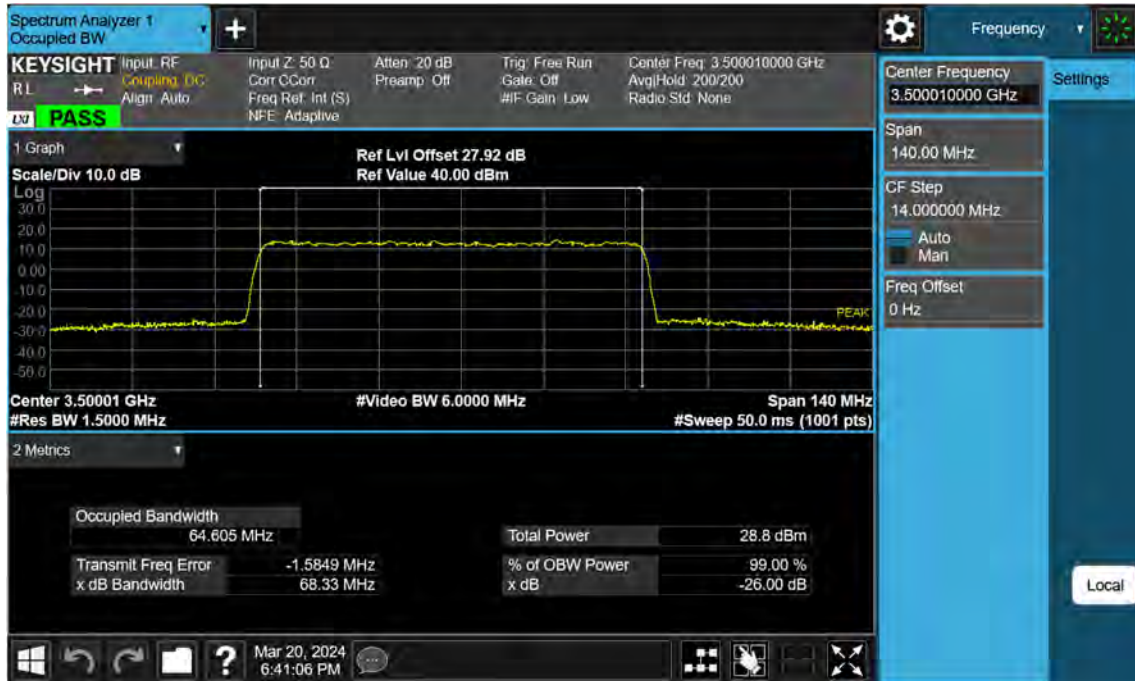 Spectrum Analyzer 1
Occupied BW
+
Frequency
KEYSIGHT
RL
LXI PASS
Input: RF
Coupling: DC
Align: Auto
Input Z: 50 Ω
Corr CCorr
Freq Ref: Int (S)
NFE: Adaptive
Atten: 20 dB
Preamp: Off
Trig: Free Run
Gate: Off
#IF Gain: Low
Center Freq: 3.500010000 GHz
Avg|Hold: 200/200
Radio Std: None
Center Frequency
3.500010000 GHz
Settings
Span
140.00 MHz
CF Step
14.000000 MHz
Auto
Man
Freq Offset
0 Hz
Local
1 Graph
Scale/Div 10.0 dB
Ref Lvl Offset 27.92 dB
Ref Value 40.00 dBm
Log
30.0
20.0
10.0
0.00
-10.0
-20.0
-30.0
-40.0
-50.0
PEAK
Center 3.50001 GHz
#Video BW 6.0000 MHz
Span 140 MHz
#Res BW 1.5000 MHz
#Sweep 50.0 ms (1001 pts)
2 Metrics
Occupied Bandwidth
64.605 MHz
Total Power 28.8 dBm
Transmit Freq Error -1.5849 MHz
% of OBW Power 99.00 %
x dB Bandwidth 68.33 MHz
x dB -26.00 dB
?
Mar 20, 2024
6:41:06 PM